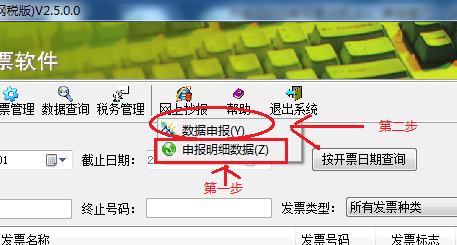 网税版)V2.5.0.0
票软件
票管理 数据查询 税务管理 网上抄报 帮助 退出系统
数据申报(Y)
第二步
申报明细数据(Z)
01 截止日期: 2 按开票日期查询
第一步
终止号码: 发票类型: 所有发票种类
发票名称 发票号码 发票标志